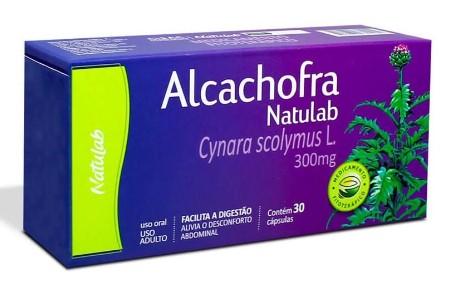 Natulab
Alcachofra
Natulab
Cynara scolymus L.
300mg
MEDICAMENTO
FITOTERÁPICO
uso oral
USO
ADULTO
FACILITA A DIGESTÃO
ALIVIA O DESCONFORTO
ABDOMINAL
Contém 30
cápsulas